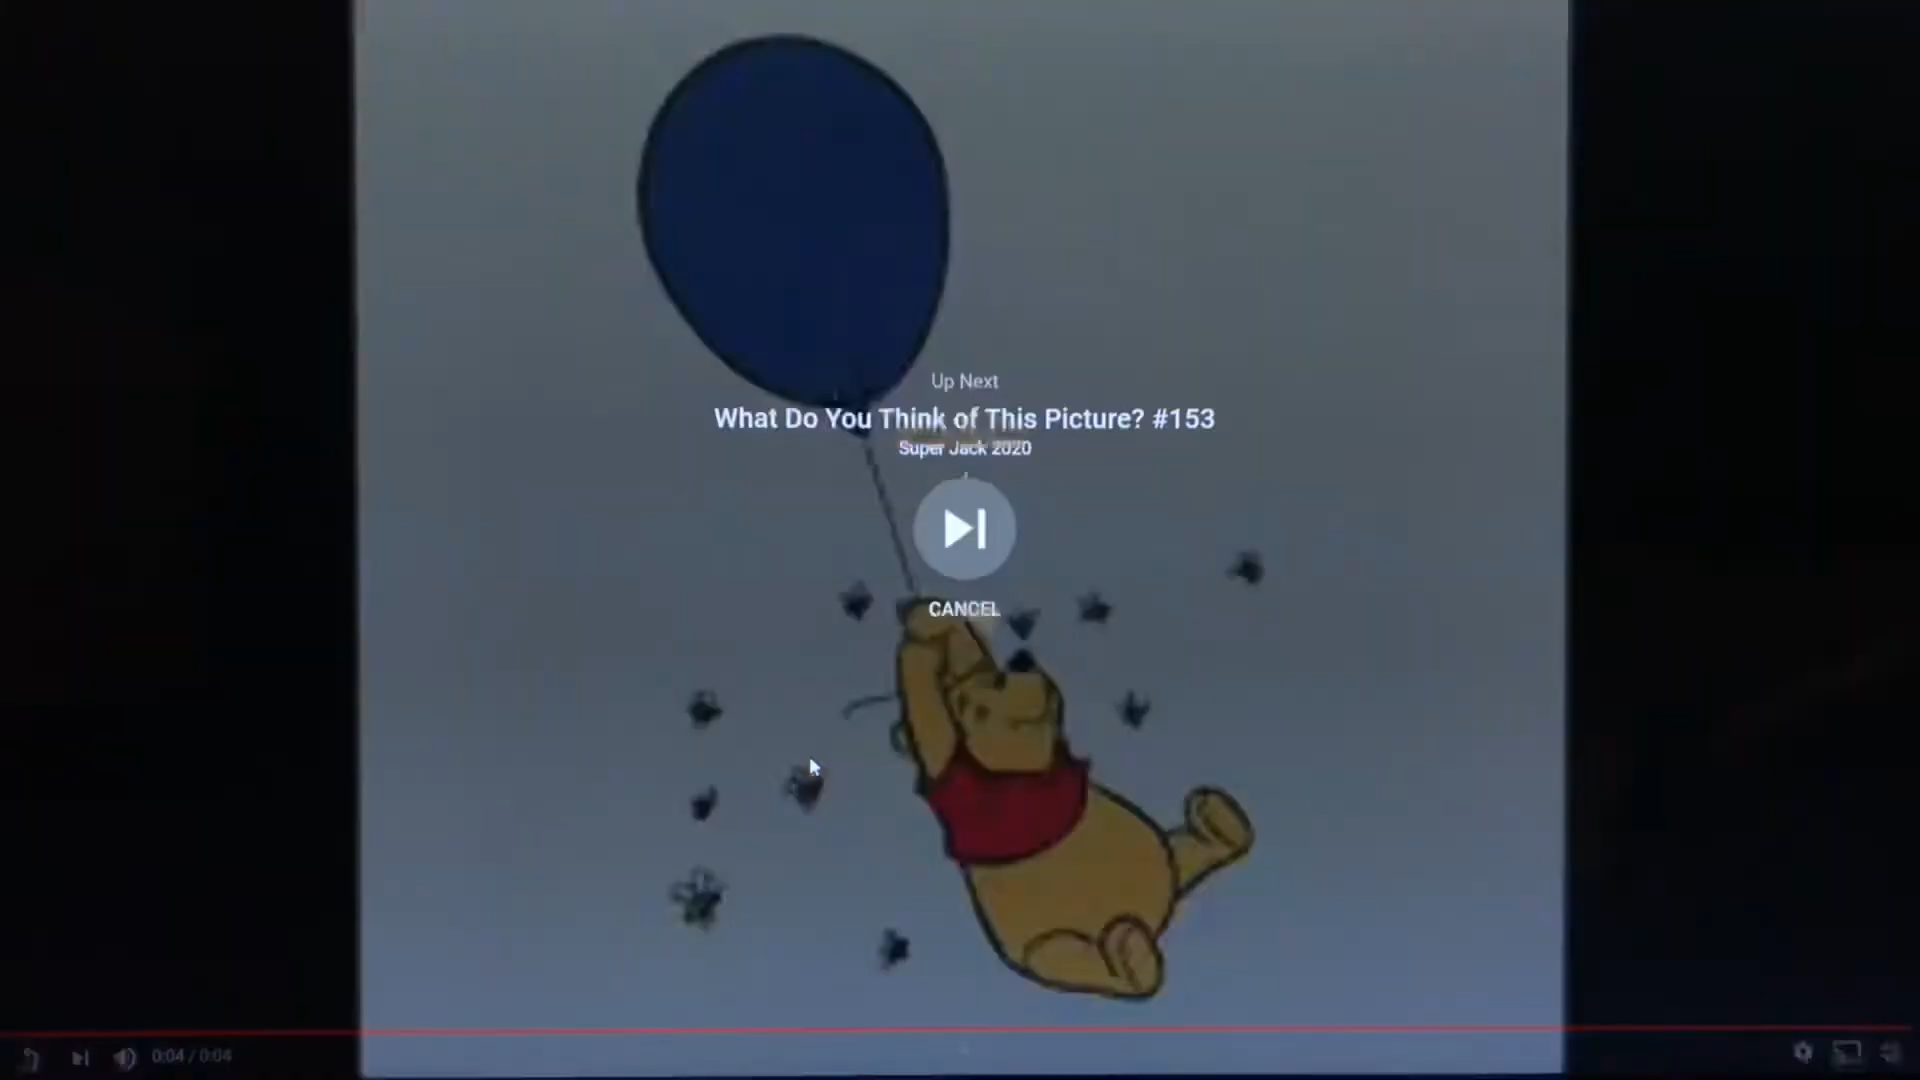 Up Next
What Do You Think of This Picture? #153
Super Jack 2020
CANCEL
0:04 / 0:04